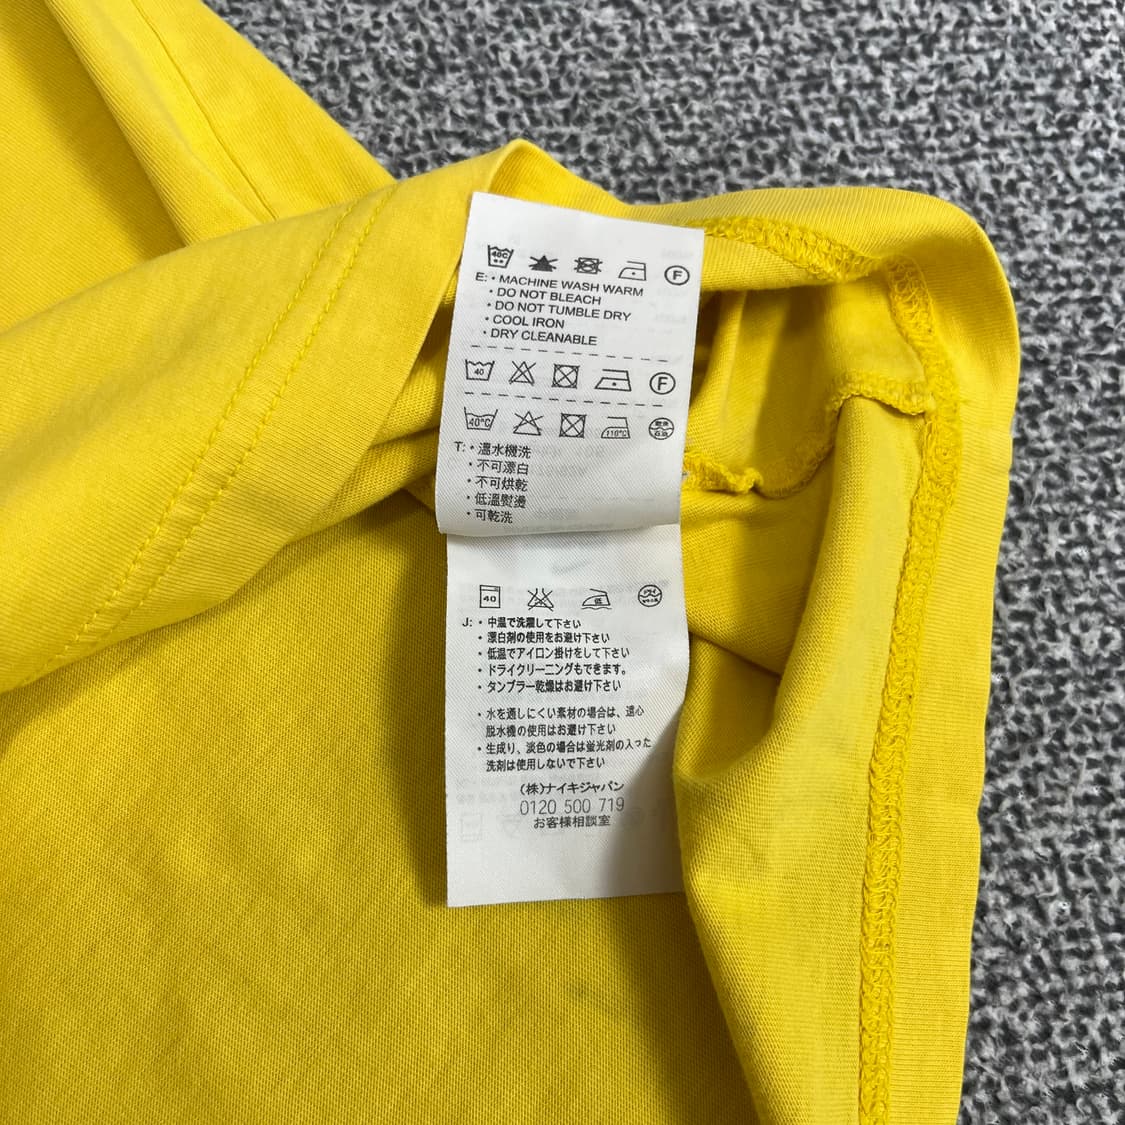 40C
E: • MACHINE WASH WARM
• DO NOT BLEACH
• DO NOT TUMBLE DRY
• COOL IRON
• DRY CLEANABLE
F
40
F
40°C
110°C
T: • 溫水機洗
• 不可漂白
• 不可烘乾
• 低溫熨燙
• 可乾洗
40
低
ドライ
J: • 中温で洗濯して下さい
• 漂白剤の使用をお避け下さい
• 低温でアイロン掛けをして下さい
• ドライクリーニングもできます。
• タンブラー乾燥はお避け下さい
• 水を通しにくい素材の場合は、遠心
脱水機の使用はお避け下さい
• 生成り、淡色の場合は蛍光剤の入った
洗剤は使用しないで下さい
(株)ナイキジャパン
0120 500 719
お客様相談室